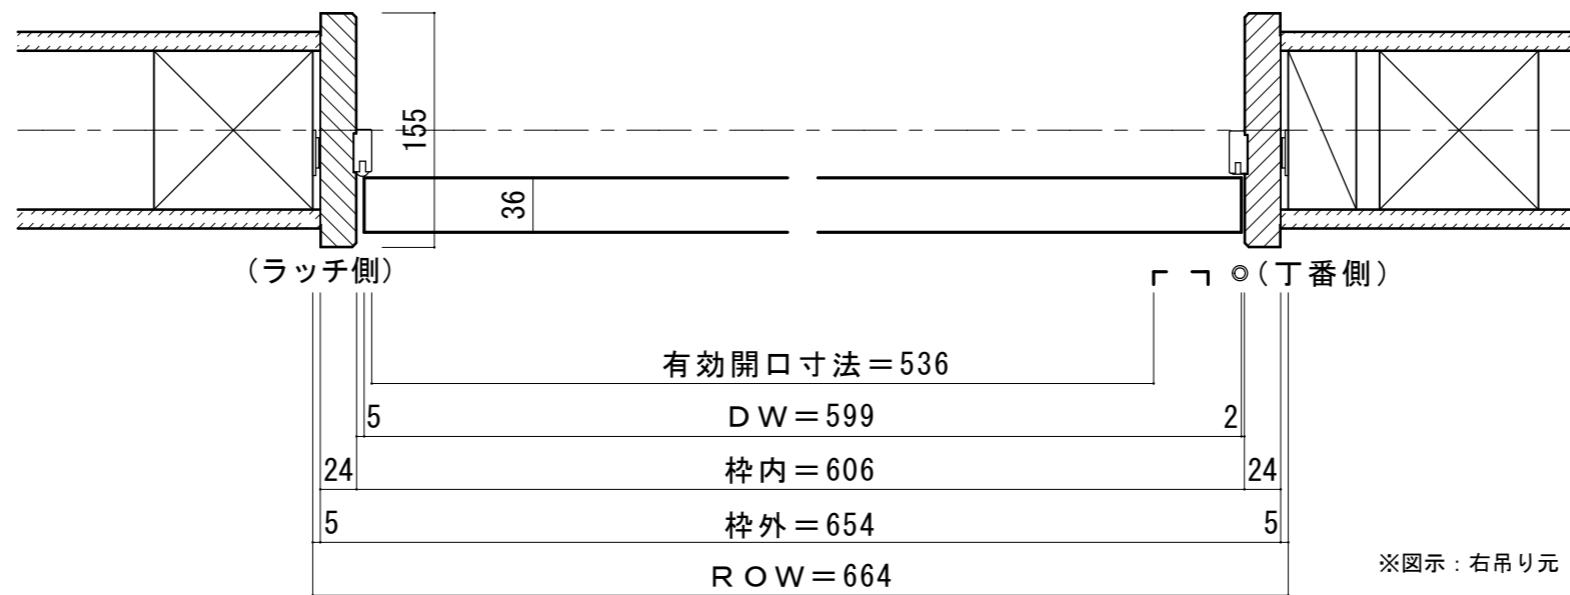 155
36
(ラッチ側)
◎(丁番側)
有効開口寸法=536
5 DW=599 2
24 枠内=606 24
5 枠外=654 5
ROW=664
※図示:右吊り元